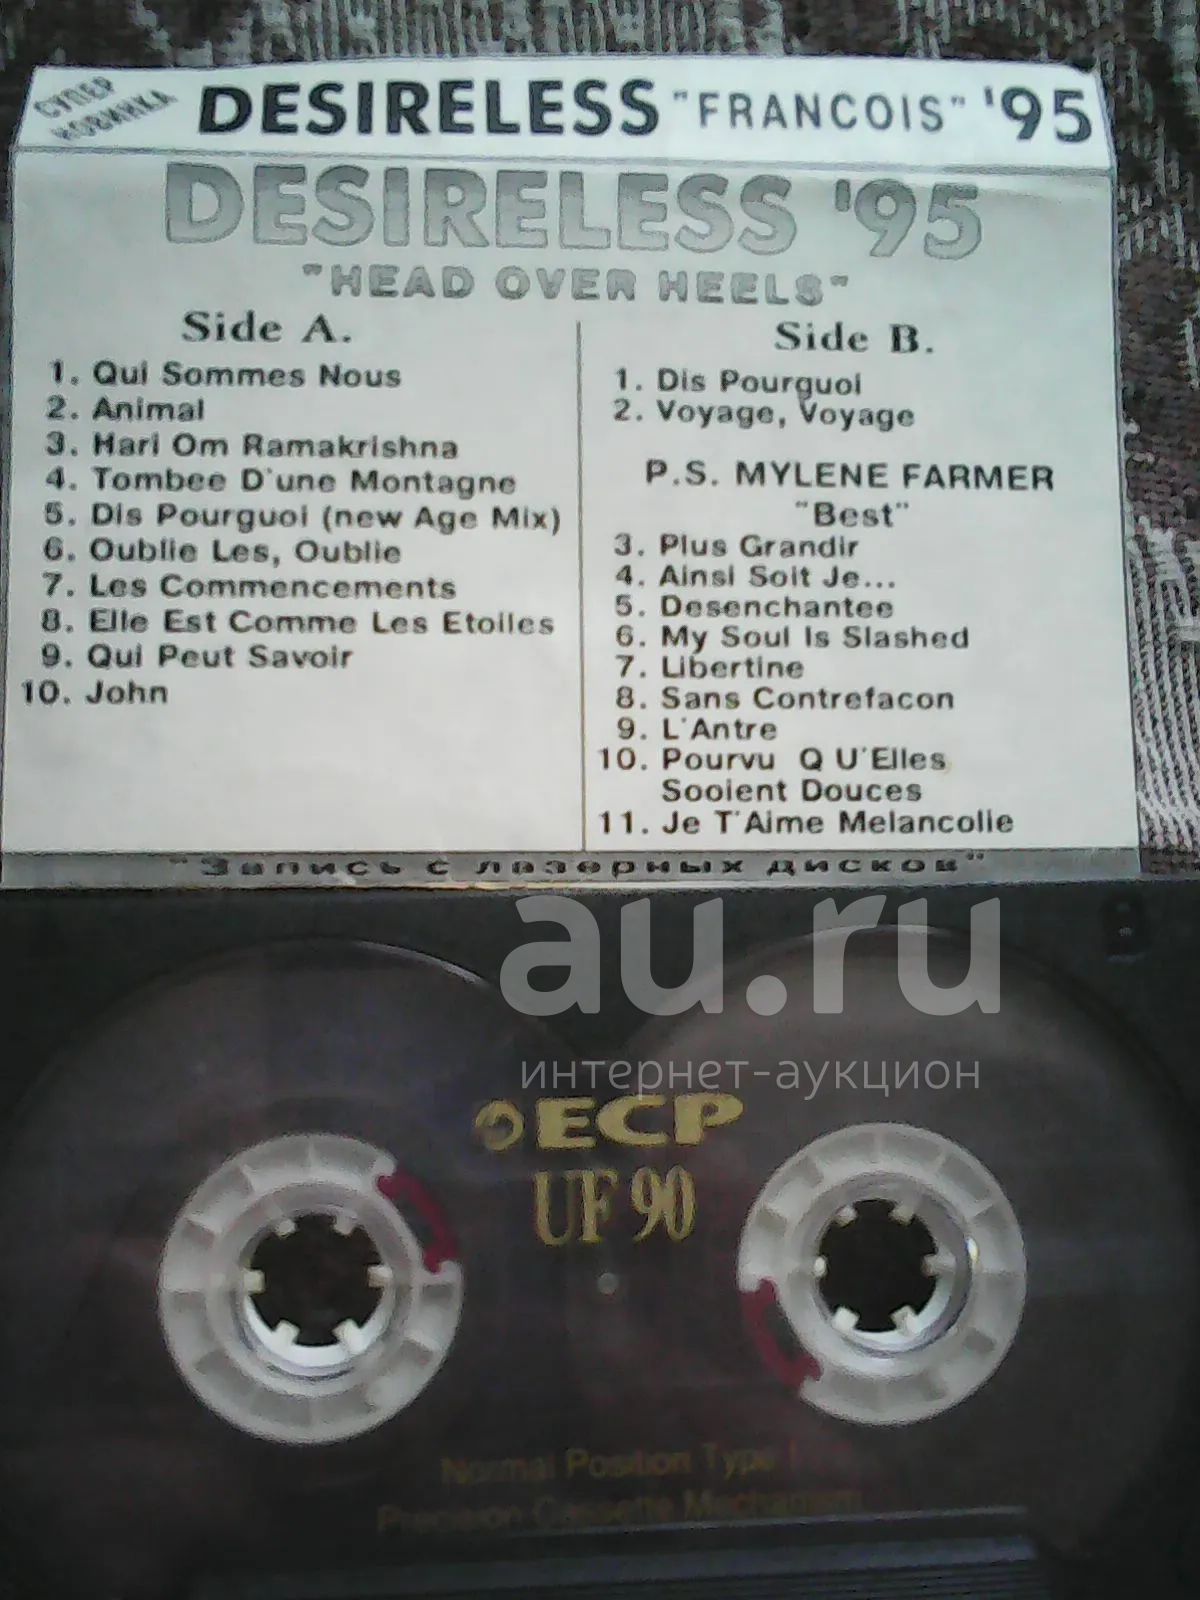 СУПЕР
НОВИНКА
DESIRELESS "FRANCOIS" '95
DESIRELESS '95
"HEAD OVER HEELS"
Side A.
1. Qui Sommes Nous
2. Animal
3. Hari Om Ramakrishna
4. Tombee D'une Montagne
5. Dis Pourguoi (new Age Mix)
6. Oublie Les, Oublie
7. Les Commencements
8. Elle Est Comme Les Etoiles
9. Qui Peut Savoir
10. John
Side B.
1. Dis Pourguoi
2. Voyage, Voyage
P.S. MYLENE FARMER
"Best"
3. Plus Grandir
4. Ainsi Soit Je...
5. Desenchantee
6. My Soul Is Slashed
7. Libertine
8. Sans Contrefacon
9. L'Antre
10. Pourvu Q U'Elles
Sooient Douces
11. Je T'Aime Melancolie
"Запись с лазерных дисков"
au.ru
интернет-аукцион
ECP
UF 90
Normal Position Type I
Precision Cassette Mechanism